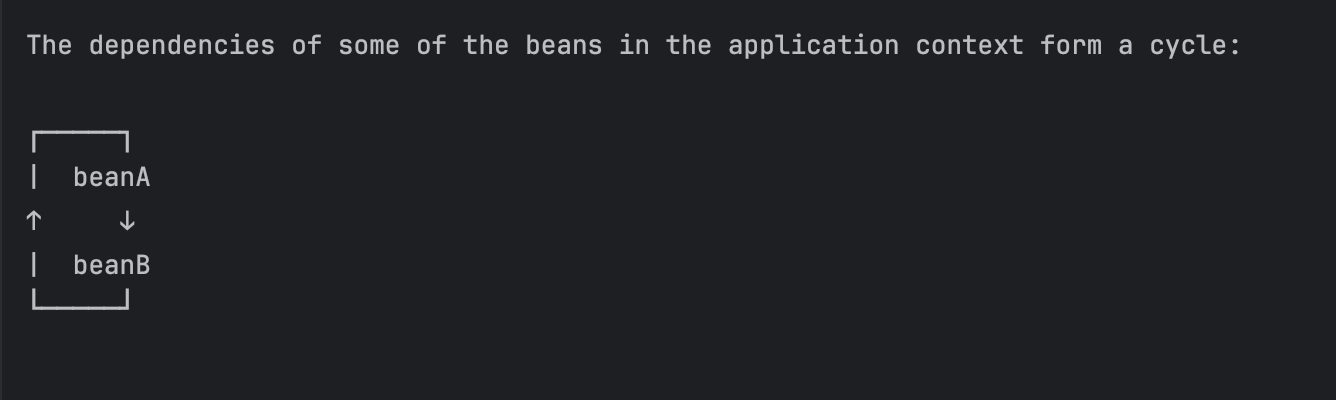 The dependencies of some of the beans in the application context form a cycle:
┌─────┐
|  beanA
↑     ↓
|  beanB
└─────┘